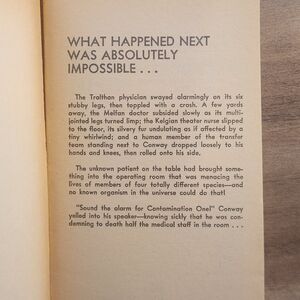 WHAT HAPPENED NEXT
WAS ABSOLUTELY
IMPOSSIBLE . . .
The Tralthan physician swayed alarmingly on its six
stubby legs, then toppled with a crash. A few yards
away, the Melfan doctor subsided slowly as its multi-
jointed legs turned limp; the Kelgian theater nurse slipped
to the floor, its silvery fur undulating as if affected by a
tiny whirlwind; and a human member of the transfer
team standing next to Conway dropped loosely to his
hands and knees, then rolled onto his side.
The unknown patient on the table had brought some-
thing into the operating room that was menacing the
lives of members of four totally different species—and
no known organism in the universe could do that!
"Sound the alarm for Contamination One!" Conway
yelled into his speaker—knowing sickly that he was con-
demning to death half the medical staff in the room . . .